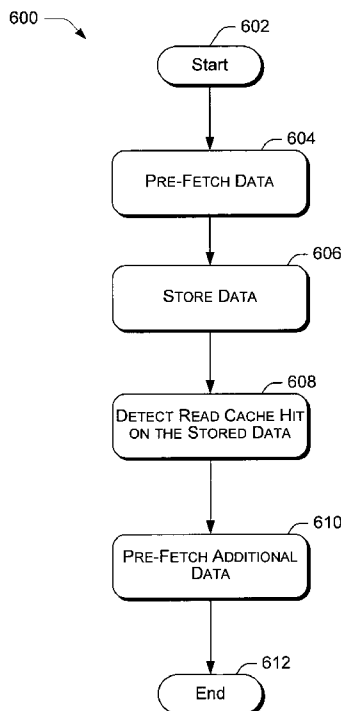 600
602
Start
604
PRE-FETCH DATA
606
STORE DATA
608
DETECT READ CACHE HIT
ON THE STORED DATA
610
PRE-FETCH ADDITIONAL
DATA
612
End